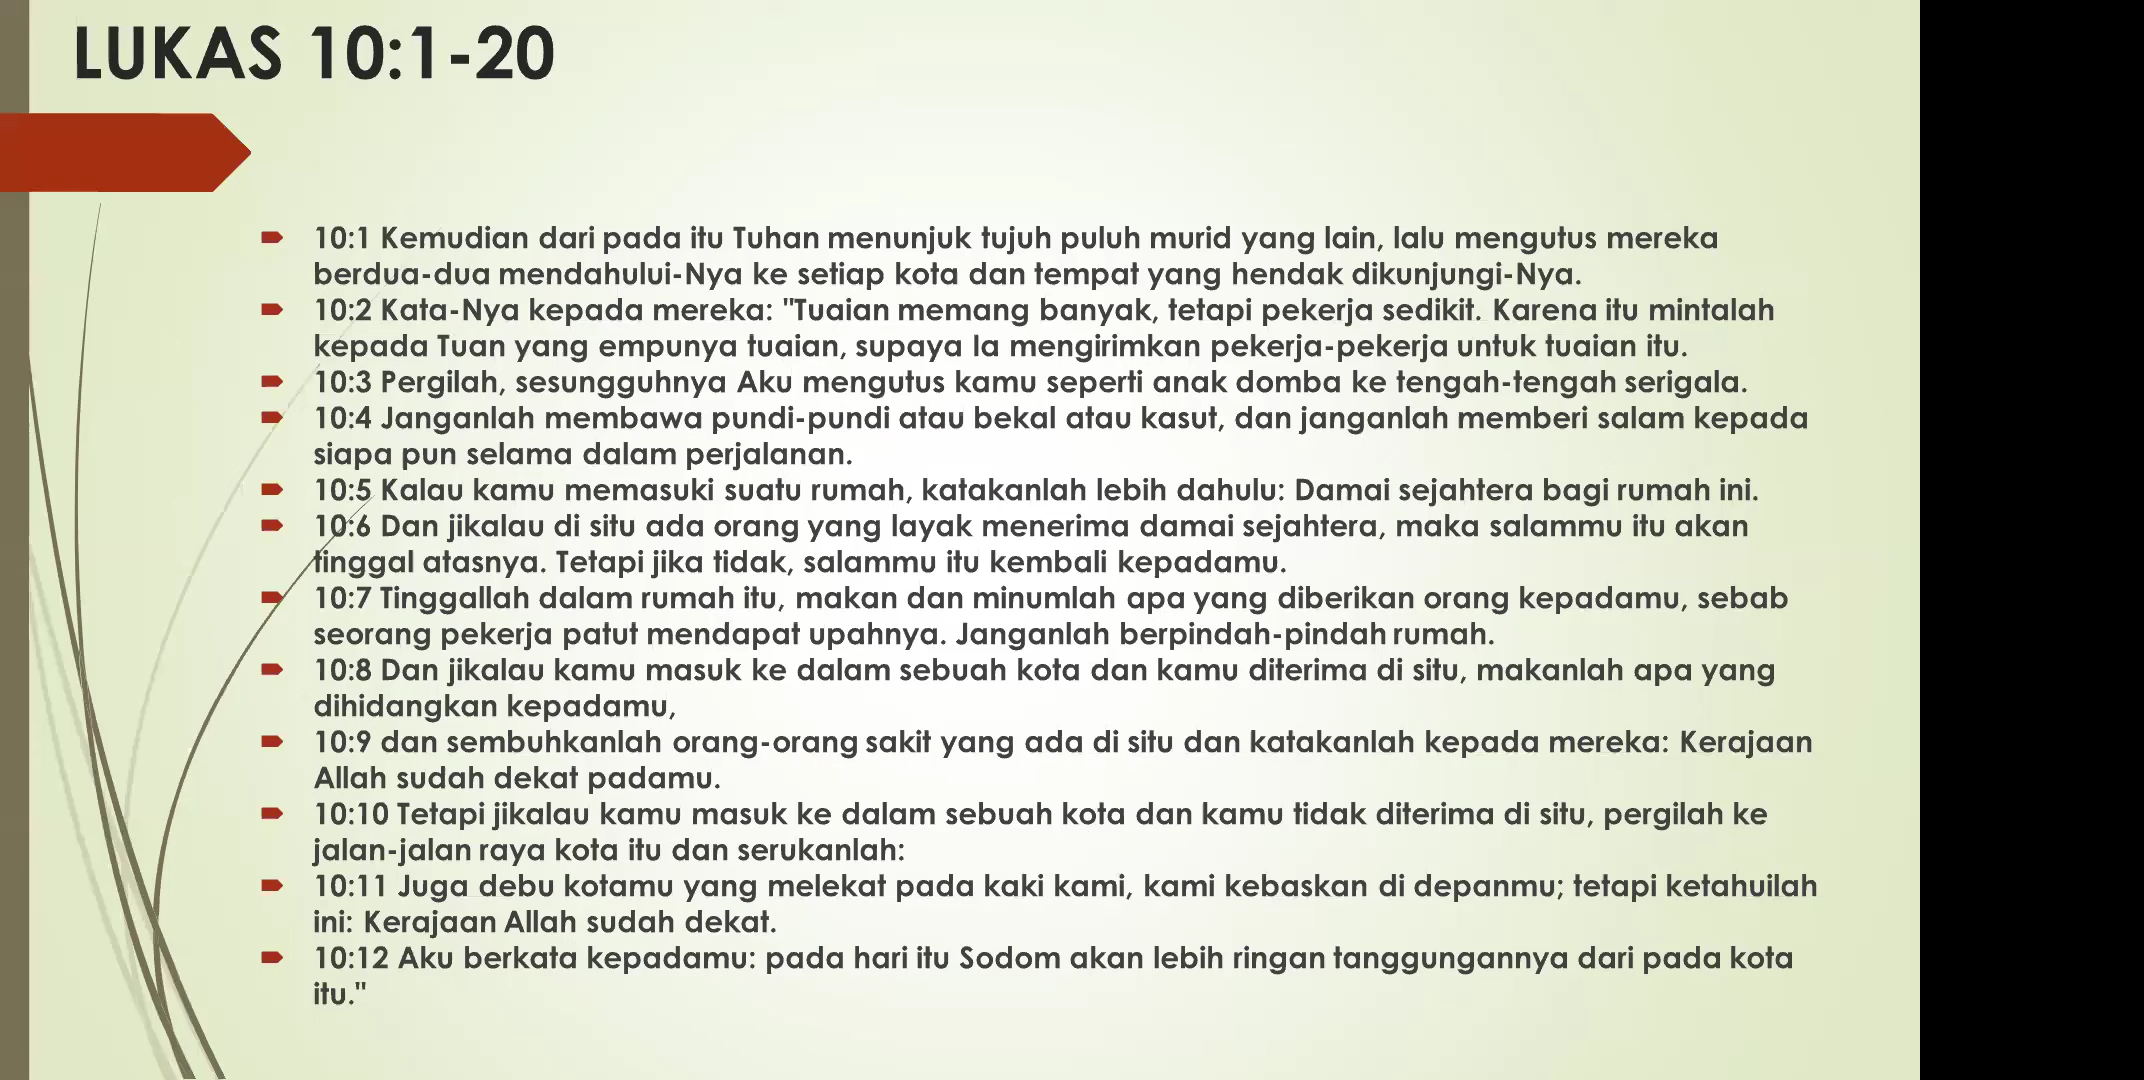 LUKAS 10:1-20
10:1 Kemudian dari pada itu Tuhan menunjuk tujuh puluh murid yang lain, lalu mengutus mereka
berdua-dua mendahului-Nya ke setiap kota dan tempat yang hendak dikunjungi-Nya.
10:2 Kata-Nya kepada mereka: "Tuaian memang banyak, tetapi pekerja sedikit. Karena itu mintalah
kepada Tuan yang empunya tuaian, supaya Ia mengirimkan pekerja-pekerja untuk tuaian itu.
10:3 Pergilah, sesungguhnya Aku mengutus kamu seperti anak domba ke tengah-tengah serigala.
10:4 Janganlah membawa pundi-pundi atau bekal atau kasut, dan janganlah memberi salam kepada
siapa pun selama dalam perjalanan.
10:5 Kalau kamu memasuki suatu rumah, katakanlah lebih dahulu: Damai sejahtera bagi rumah ini.
10:6 Dan jikalau di situ ada orang yang layak menerima damai sejahtera, maka salammu itu akan
tinggal atasnya. Tetapi jika tidak, salammu itu kembali kepadamu.
10:7 Tinggallah dalam rumah itu, makan dan minumlah apa yang diberikan orang kepadamu, sebab
seorang pekerja patut mendapat upahnya. Janganlah berpindah-pindah rumah.
10:8 Dan jikalau kamu masuk ke dalam sebuah kota dan kamu diterima di situ, makanlah apa yang
dihidangkan kepadamu,
10:9 dan sembuhkanlah orang-orang sakit yang ada di situ dan katakanlah kepada mereka: Kerajaan
Allah sudah dekat padamu.
10:10 Tetapi jikalau kamu masuk ke dalam sebuah kota dan kamu tidak diterima di situ, pergilah ke
jalan-jalan raya kota itu dan serukanlah:
10:11 Juga debu kotamu yang melekat pada kaki kami, kami kebaskan di depanmu; tetapi ketahuilah
ini: Kerajaan Allah sudah dekat.
10:12 Aku berkata kepadamu: pada hari itu Sodom akan lebih ringan tanggungannya dari pada kota
itu."